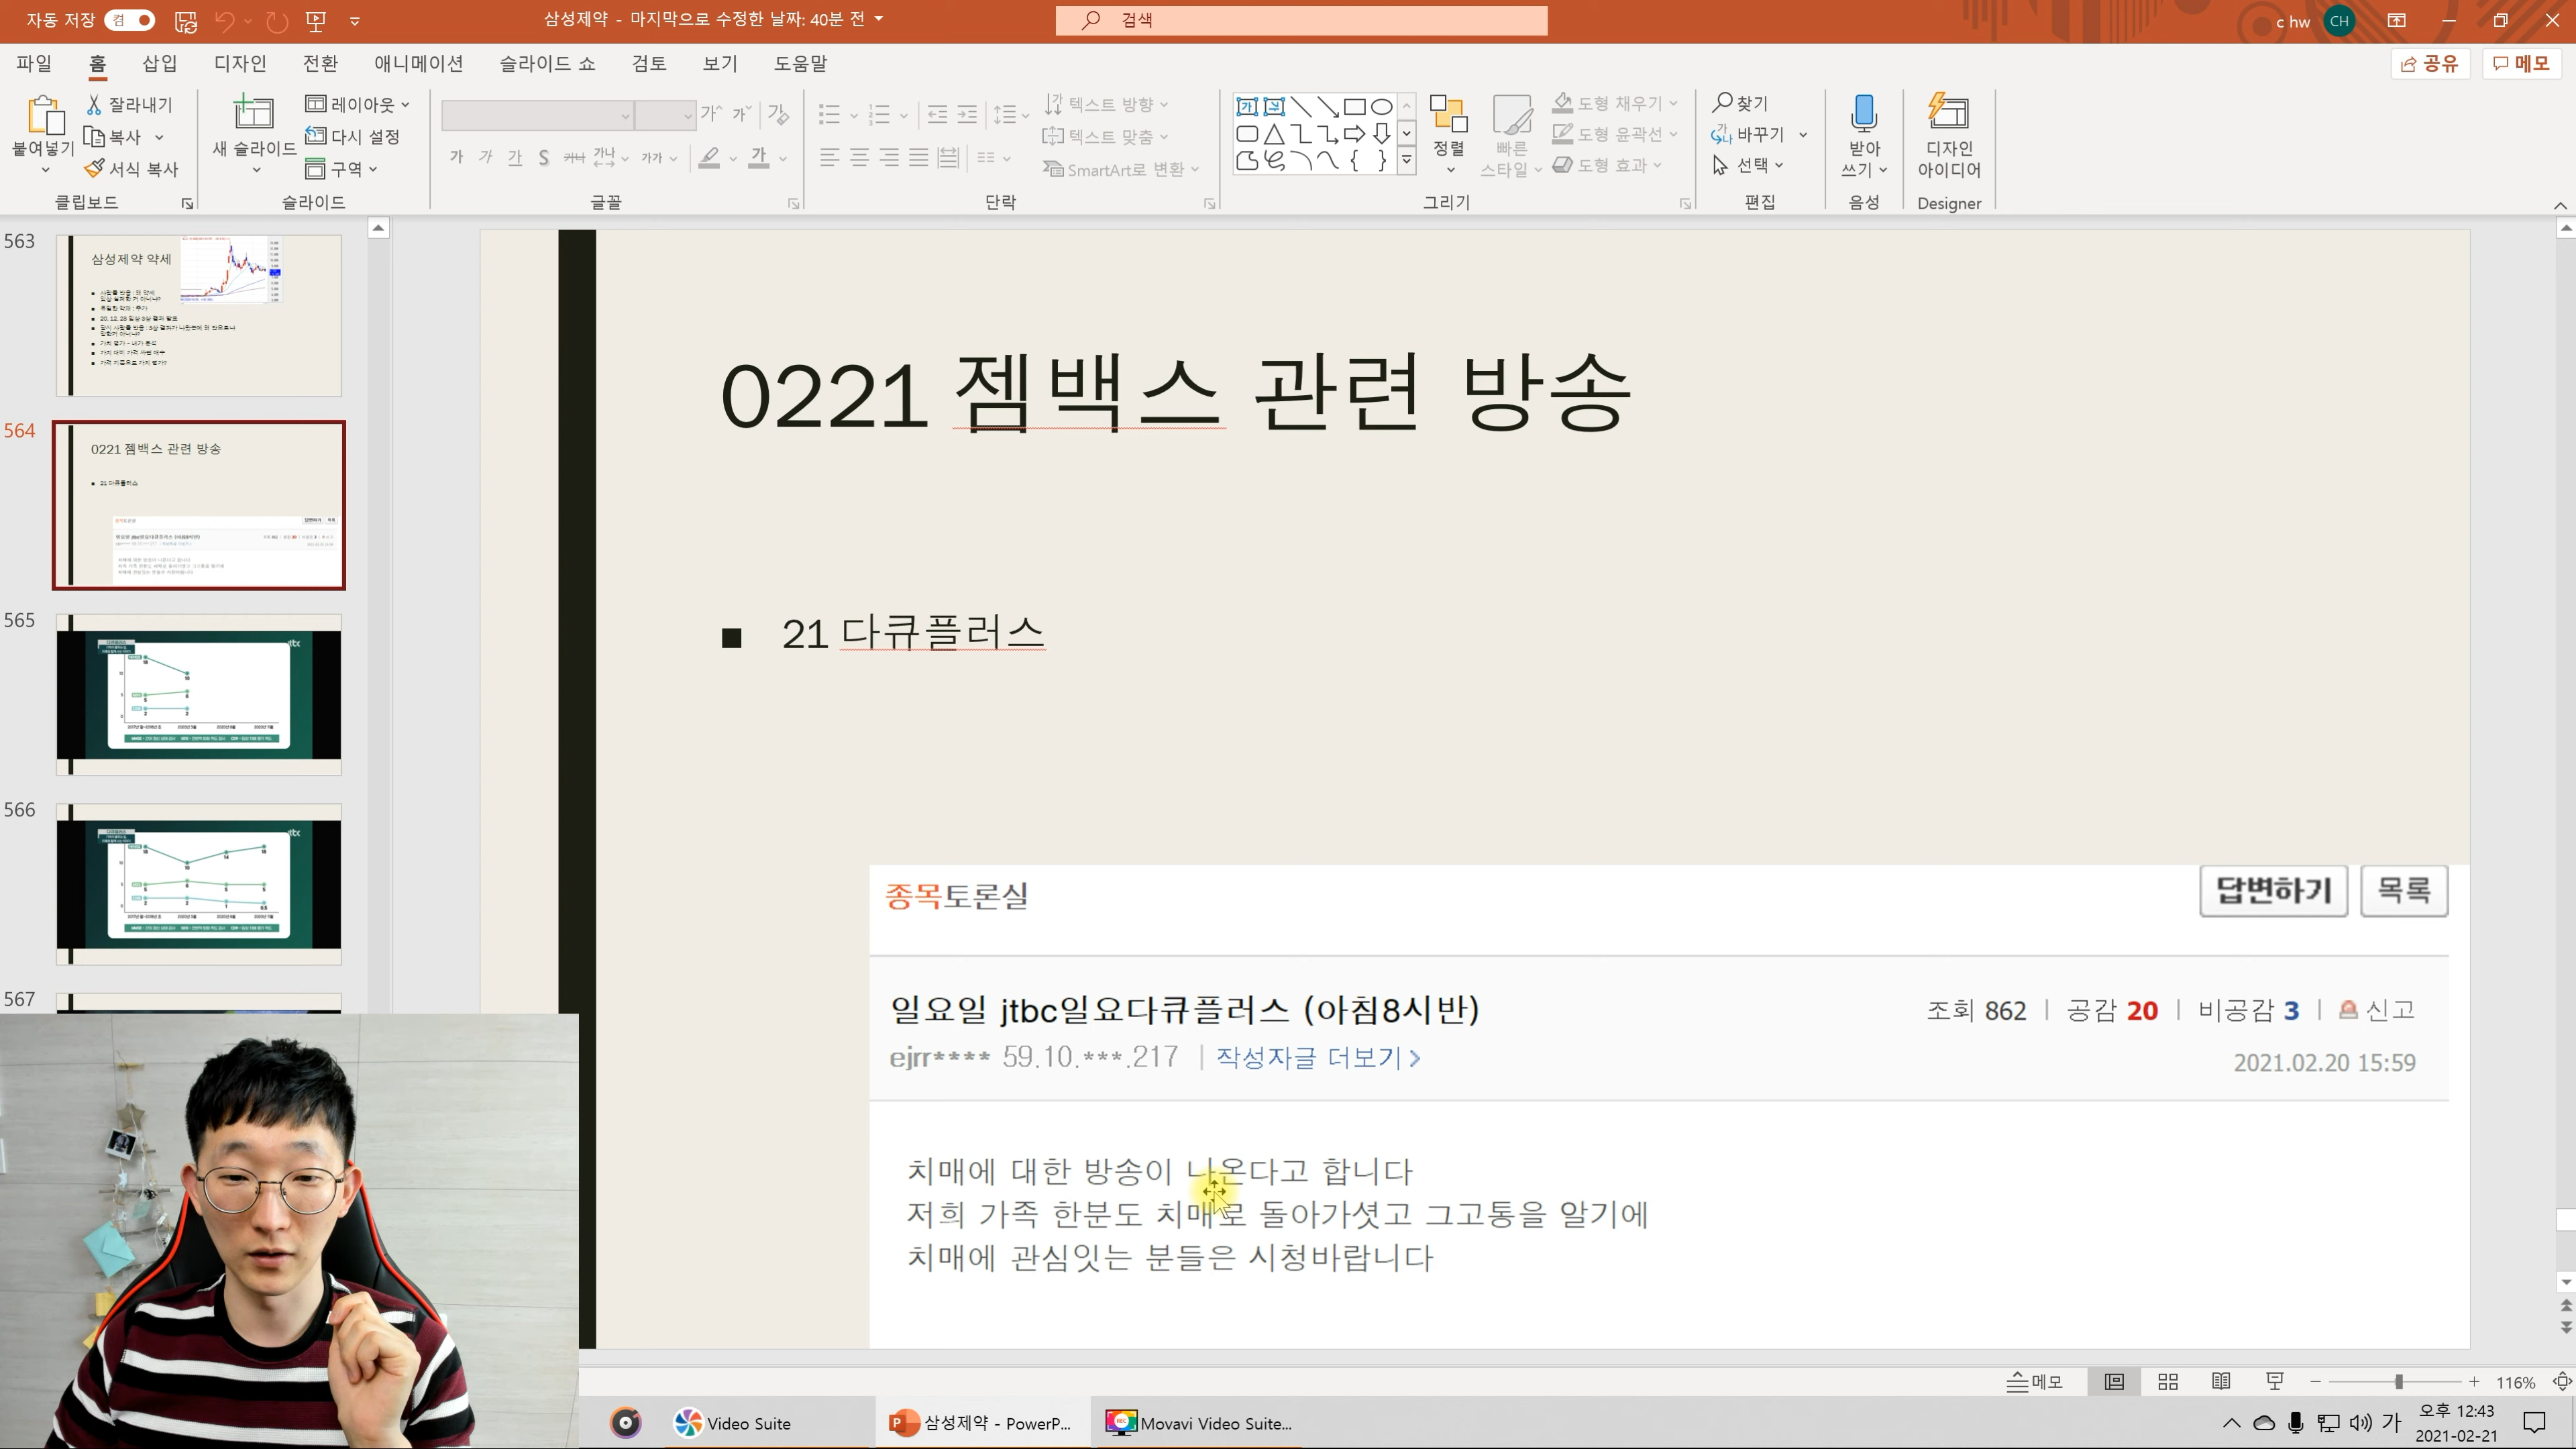 자동 저장 켬
삼성제약 - 마지막으로 수정한 날짜: 40분 전
검색
c hw CH
파일 홈 삽입 디자인 전환 애니메이션 슬라이드 쇼 검토 보기 도움말
공유 메모
붙여넣기
잘라내기
복사
서식 복사
클립보드
새 슬라이드
레이아웃
다시 설정
구역
슬라이드
글꼴
텍스트 방향
텍스트 맞춤
SmartArt로 변환
단락
정렬
빠른
스타일
도형 채우기
도형 윤곽선
도형 효과
그리기
찾기
바꾸기
선택
편집
받아
쓰기
음성
디자인
아이디어
Designer
563
삼성제약 약세
564
0221 젬백스 관련 방송
21 다큐플러스
565
566
567
0221 젬백스 관련 방송
21 다큐플러스
종목토론실
답변하기 목록
일요일 jtbc일요다큐플러스 (아침8시반)
조회 862 | 공감 20 | 비공감 3 | 신고
ejrr**** 59.10.***.217 | 작성자글 더보기
2021.02.20 15:59
치매에 대한 방송이 나온다고 합니다
저희 가족 한분도 치매로 돌아가셧고 그고통을 알기에
치매에 관심잇는 분들은 시청바랍니다
메모
116%
Video Suite
삼성제약 - PowerP...
Movavi Video Suite...
가
오후 12:43
2021-02-21